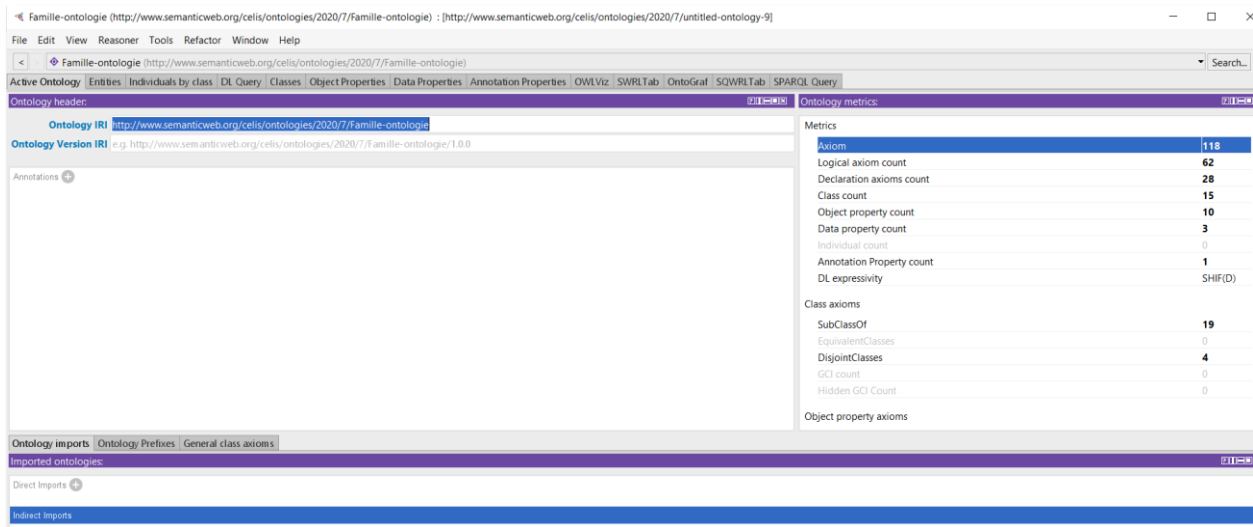 Famille-ontologie (http://www.semanticweb.org/celis/ontologies/2020/7/Famille-ontologie) : [http://www.semanticweb.org/celis/ontologies/2020/7/untitled-ontology-9]
File Edit View Reasoner Tools Refactor Window Help
< Famille-ontologie (http://www.semanticweb.org/celis/ontologies/2020/7/Famille-ontologie) Search...
Active Ontology Entities Individuals by class DL Query Classes Object Properties Data Properties Annotation Properties OWLViz SWRLTab OntoGraf SQWRLTab SPARQL Query
Ontology header:
Ontology IRI http://www.semanticweb.org/celis/ontologies/2020/7/Famille-ontologie
Ontology Version IRI e.g. http://www.semanticweb.org/celis/ontologies/2020/7/Famille-ontologie/1.0.0
Annotations
Ontology metrics:
Metrics
Axiom 118
Logical axiom count 62
Declaration axioms count 28
Class count 15
Object property count 10
Data property count 3
Individual count 0
Annotation Property count 1
DL expressivity SHIF(D)
Class axioms
SubClassOf 19
EquivalentClasses 0
DisjointClasses 4
GCI count 0
Hidden GCI Count 0
Object property axioms
Ontology imports Ontology Prefixes General class axioms
Imported ontologies:
Direct Imports
Indirect Imports